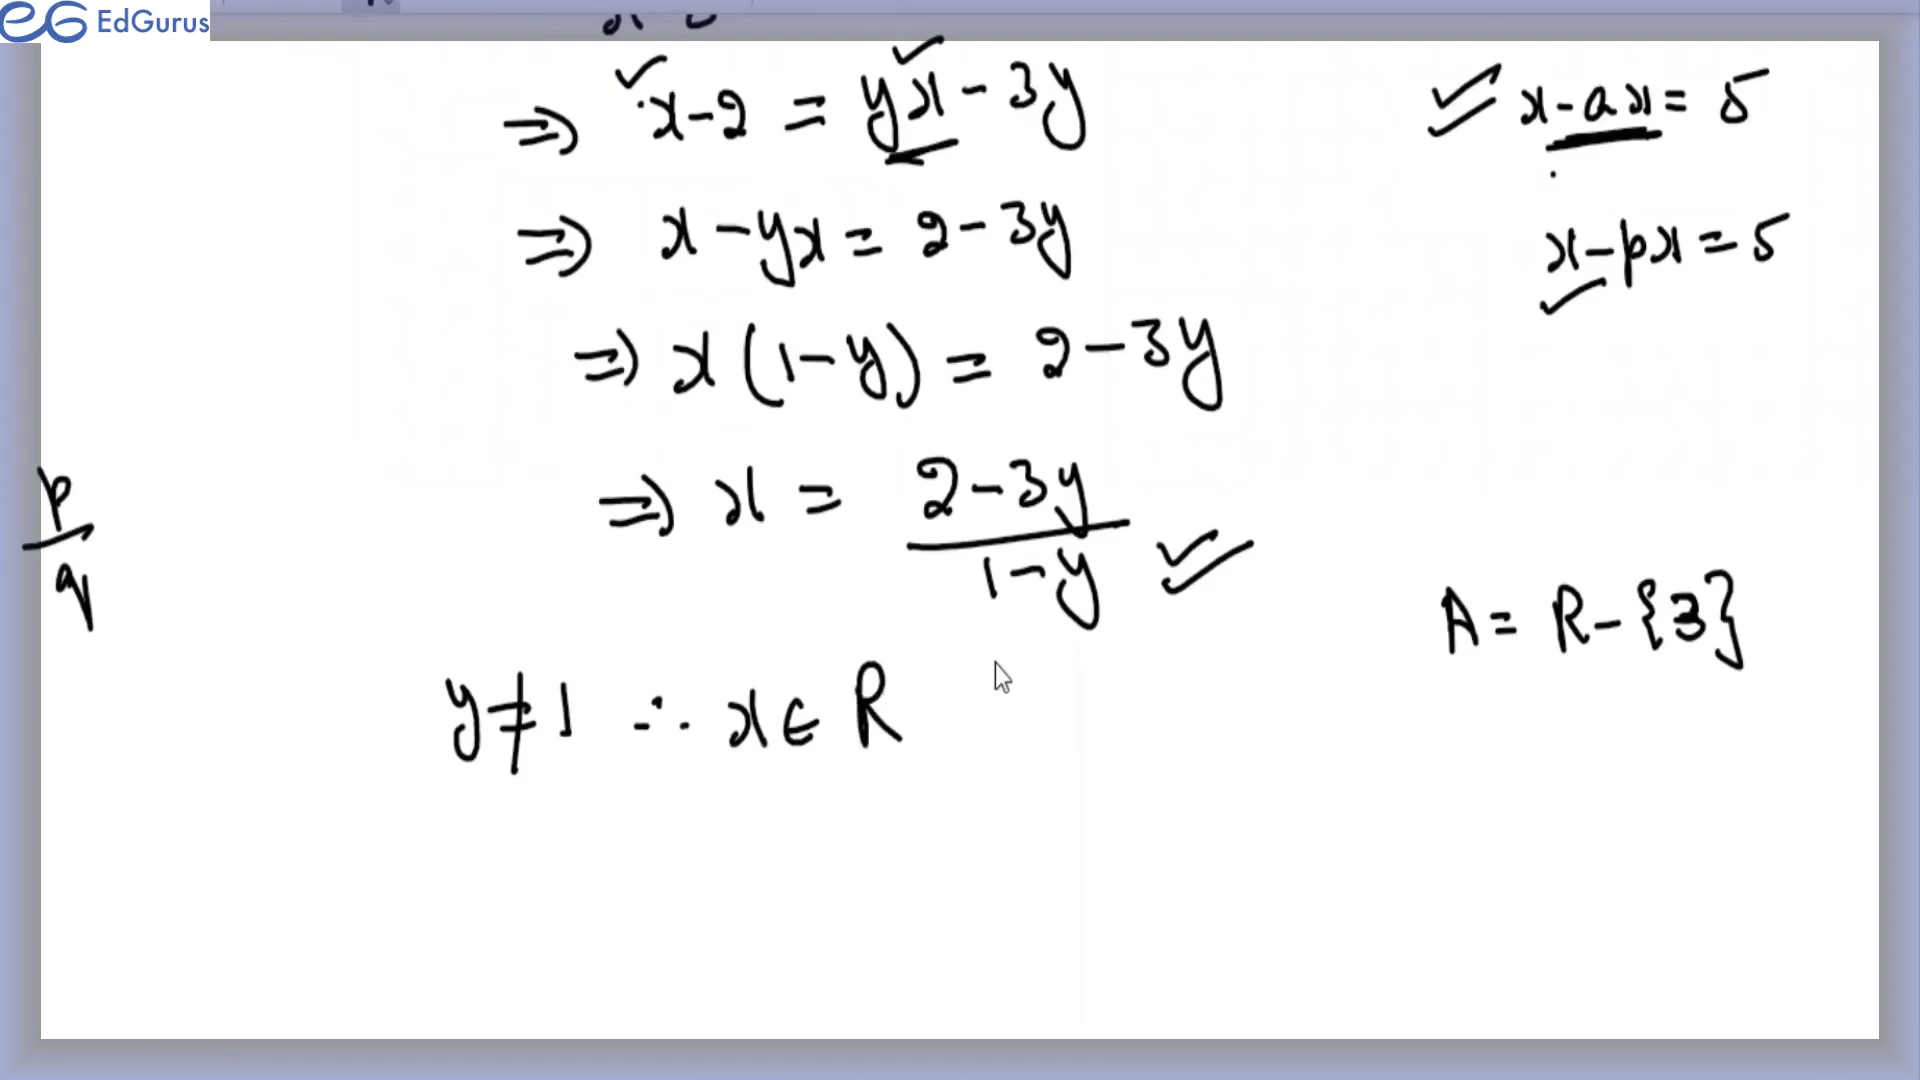 EdGurus
⇒ x-2 = yx - 3y
⇒ x - yx = 2 - 3y
⇒ x(1-y) = 2 - 3y
⇒ x = 2-3y / 1-y
y ≠ 1 ∴ x ∈ R
p/q
x - ax = 5
x - px = 5
A = R - {3}